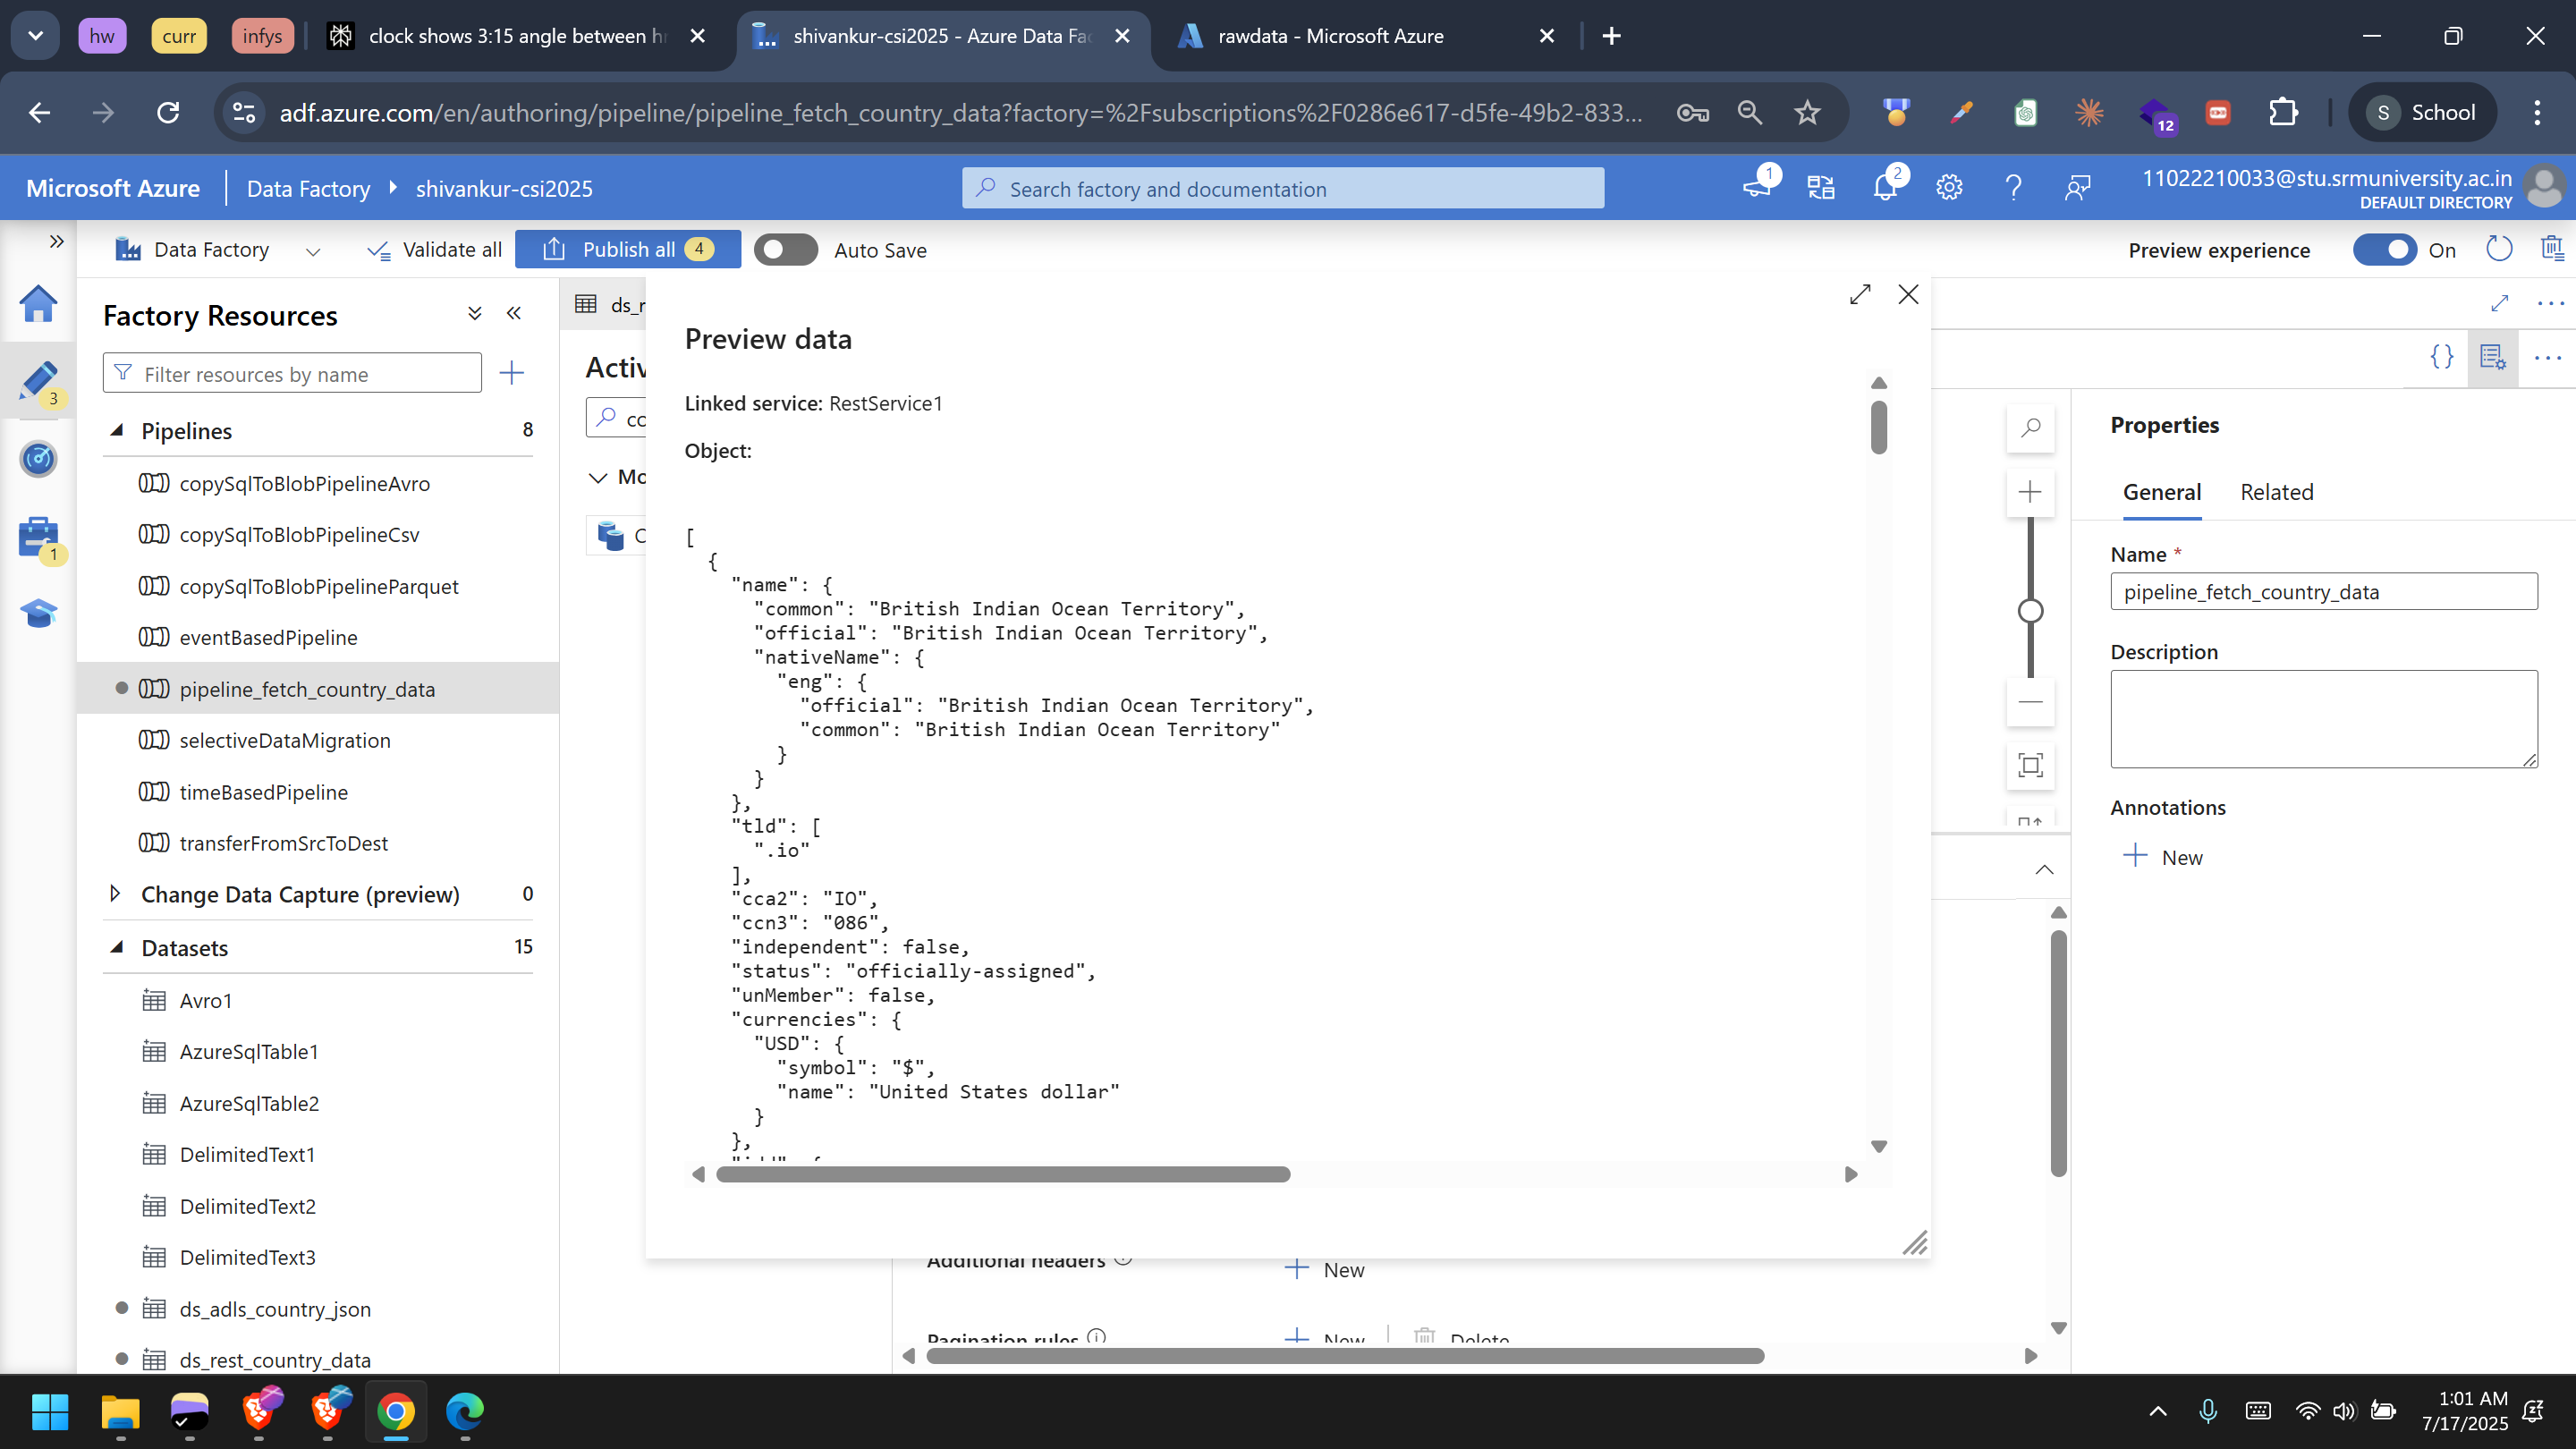 hw
curr
infys
clock shows 3:15 angle between hr
shivankur-csi2025 - Azure Data Fac
rawdata - Microsoft Azure
adf.azure.com/en/authoring/pipeline/pipeline_fetch_country_data?factory=%2Fsubscriptions%2F0286e617-d5fe-49b2-833...
12
S
School
Microsoft Azure
Data Factory
shivankur-csi2025
Search factory and documentation
1
2
11022210033@stu.srmuniversity.ac.in
DEFAULT DIRECTORY
Data Factory
Validate all
Publish all
4
Auto Save
Preview experience
On
Factory Resources
Filter resources by name
3
1
Pipelines
8
copySqlToBlobPipelineAvro
copySqlToBlobPipelineCsv
copySqlToBlobPipelineParquet
eventBasedPipeline
pipeline_fetch_country_data
selectiveDataMigration
timeBasedPipeline
transferFromSrcToDest
Change Data Capture (preview)
0
Datasets
15
Avro1
AzureSqlTable1
AzureSqlTable2
DelimitedText1
DelimitedText2
DelimitedText3
ds_adls_country_json
ds_rest_country_data
ds_r
Activ
co
Mo
C
Preview data
Linked service: RestService1
Object:
[
{
"name": {
"common": "British Indian Ocean Territory",
"official": "British Indian Ocean Territory",
"nativeName": {
"eng": {
"official": "British Indian Ocean Territory",
"common": "British Indian Ocean Territory"
}
}
},
"tld": [
".io"
],
"cca2": "IO",
"ccn3": "086",
"independent": false,
"status": "officially-assigned",
"unMember": false,
"currencies": {
"USD": {
"symbol": "$",
"name": "United States dollar"
}
},
Additional headers
New
Pagination rules
New
Delete
{}
Properties
General
Related
Name *
pipeline_fetch_country_data
Description
Annotations
New
1:01 AM
7/17/2025